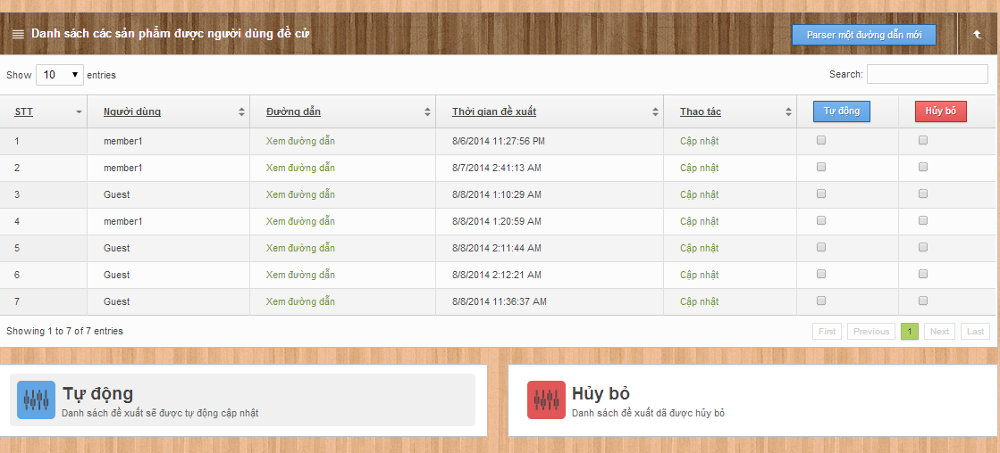 Danh sách các sản phẩm được người dùng đề cử Parser một đường dẫn mới
Show 10 entries Search:
STT Người dùng Đường dẫn Thời gian đề xuất Thao tác Tự động Hủy bỏ
1 member1 Xem đường dẫn 8/6/2014 11:27:56 PM Cập nhật
2 member1 Xem đường dẫn 8/7/2014 2:41:13 AM Cập nhật
3 Guest Xem đường dẫn 8/8/2014 1:10:29 AM Cập nhật
4 member1 Xem đường dẫn 8/8/2014 1:20:59 AM Cập nhật
5 Guest Xem đường dẫn 8/8/2014 2:11:44 AM Cập nhật
6 Guest Xem đường dẫn 8/8/2014 2:12:21 AM Cập nhật
7 Guest Xem đường dẫn 8/8/2014 11:36:37 AM Cập nhật
Showing 1 to 7 of 7 entries First Previous 1 Next Last
Tự động
Danh sách đề xuất sẽ được tự động cập nhật
Hủy bỏ
Danh sách đề xuất dã được hủy bỏ